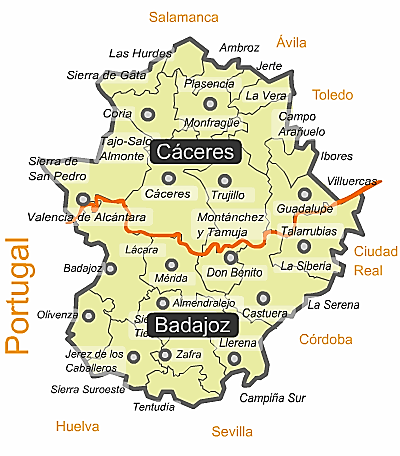 Salamanca
Ambroz
Ávila
Las Hurdes
Jerte
Sierra de Gata
Plasencia
La Vera
Toledo
Coria
Monfragüe
Campo
Arañuelo
Tajo-Salo
Almonte
Cáceres
Ibores
Sierra de
San Pedro
Villuercas
Cáceres
Trujillo
Guadalupe
Valencia de Alcántara
Montánchez
y Tamuja
Talarrubias
Lácara
Ciudad
Real
Portugal
Badajoz
Mérida
Don Benito
La Siberia
Olivenza
Almendralejo
La Serena
Sie
Tie
Badajoz
Castuera
Córdoba
Llerena
Jerez de los
Caballeros
Zafra
Sierra Suroeste
Tentudía
Campiña Sur
Huelva
Sevilla